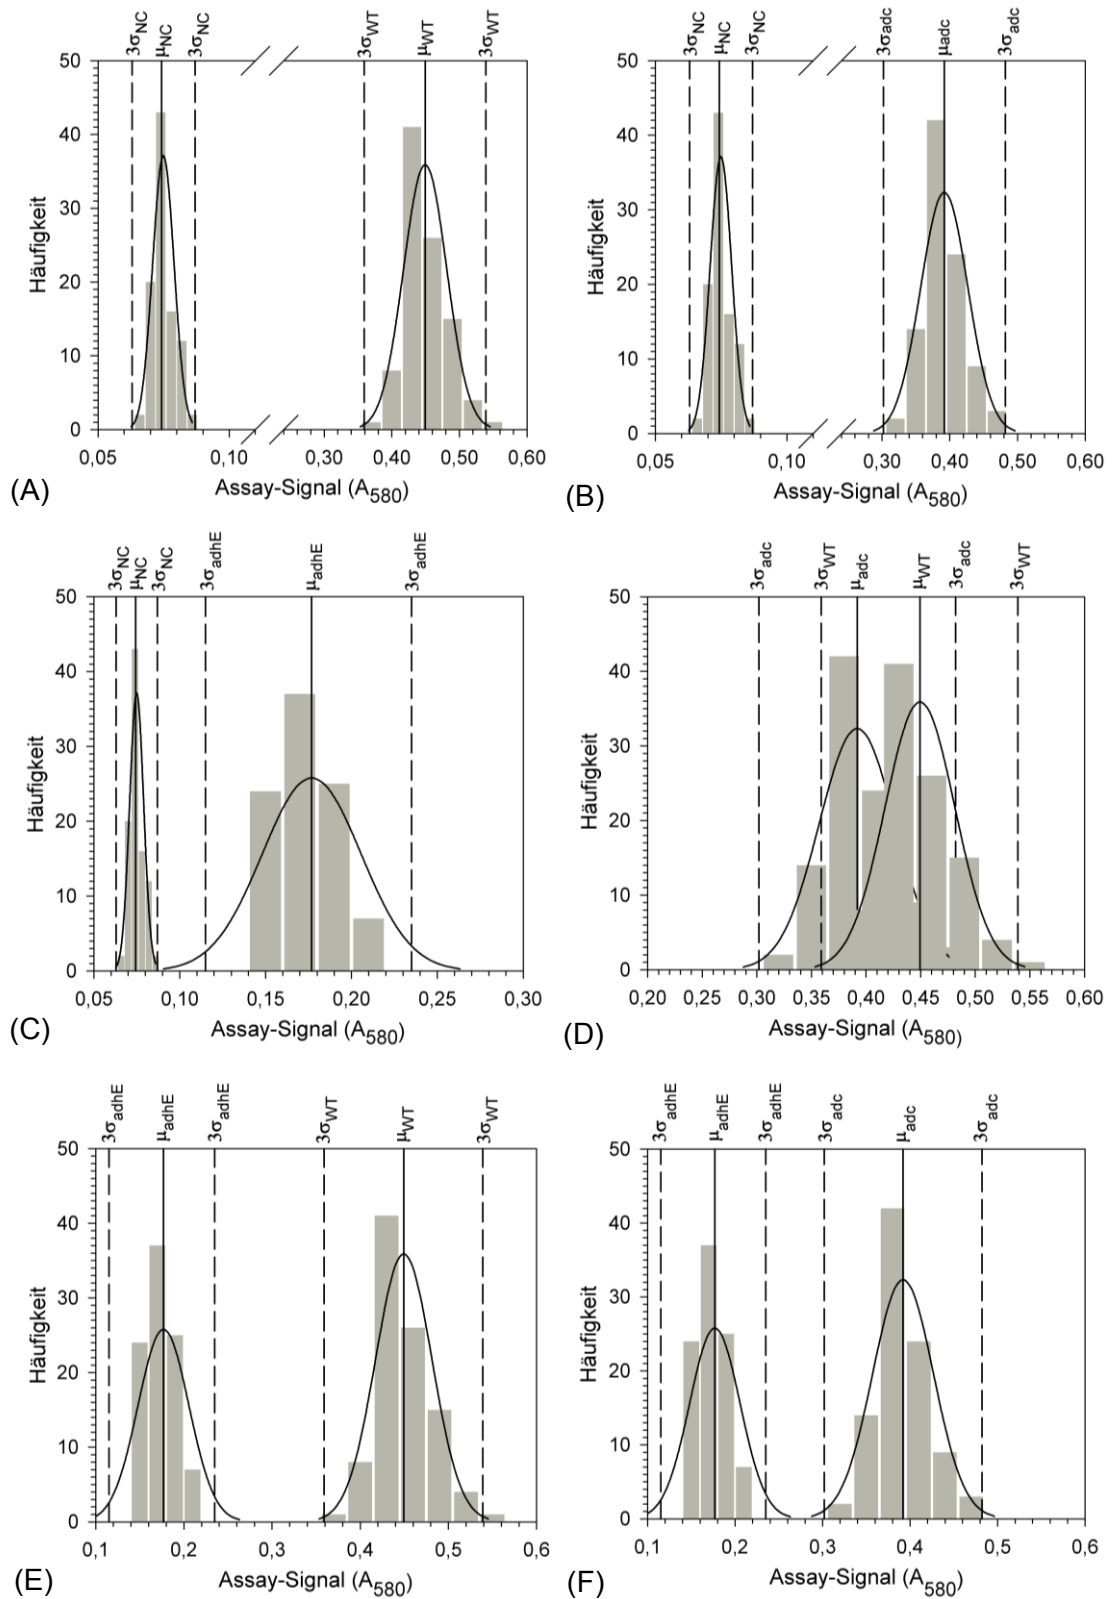 3σNC μNC 3σNC 3σWT μWT 3σWT
50
40
30
20
10
0
Häufigkeit
0,05 0,10 0,30 0,40 0,50 0,60
Assay-Signal (A580)
(A)
3σNC μNC 3σNC 3σadc μadc 3σadc
50
40
30
20
10
0
Häufigkeit
0,05 0,10 0,30 0,40 0,50 0,60
Assay-Signal (A580)
(B)
3σNC μNC 3σNC 3σadhE μadhE 3σadhE
50
40
30
20
10
0
Häufigkeit
0,05 0,10 0,15 0,20 0,25 0,30
Assay-Signal (A580)
(C)
3σadc 3σWT μadc μWT 3σadc 3σWT
50
40
30
20
10
0
Häufigkeit
0,20 0,25 0,30 0,35 0,40 0,45 0,50 0,55 0,60
Assay-Signal (A580)
(D)
3σadhE μadhE 3σadhE 3σWT μWT 3σWT
50
40
30
20
10
0
Häufigkeit
0,1 0,2 0,3 0,4 0,5 0,6
Assay-Signal (A580)
(E)
3σadhE μadhE 3σadhE 3σadc μadc 3σadc
50
40
30
20
10
0
Häufigkeit
0,1 0,2 0,3 0,4 0,5 0,6
Assay-Signal (A580)
(F)